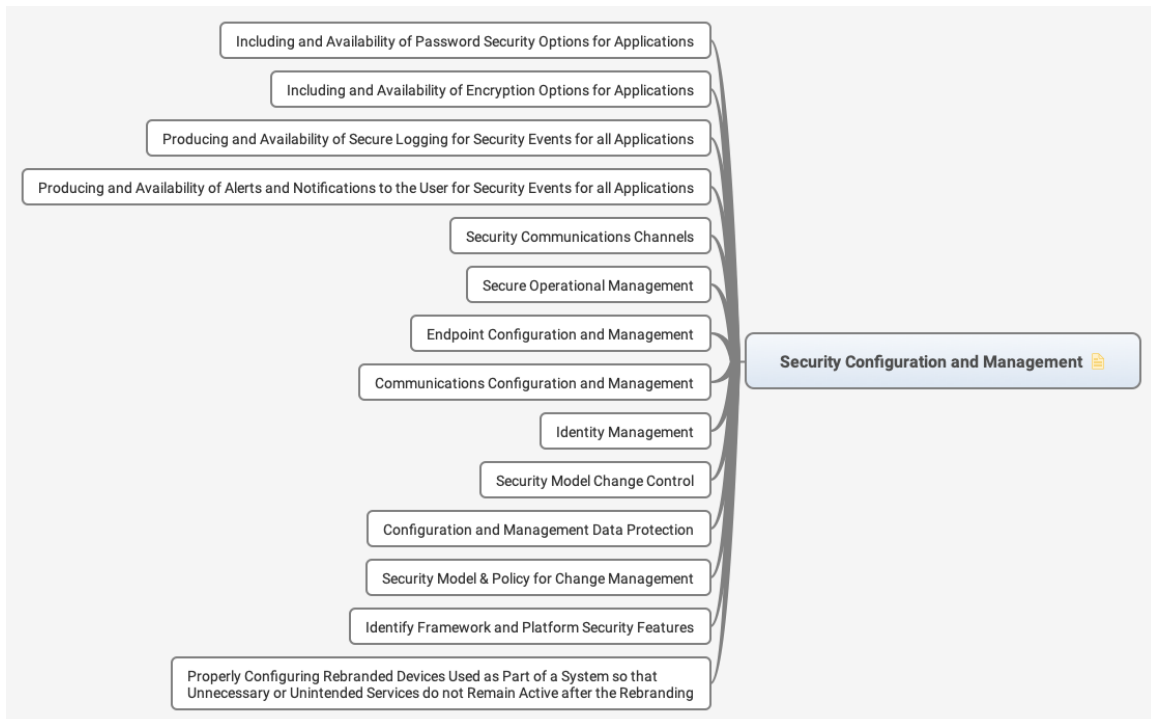 Including and Availability of Password Security Options for Applications
Including and Availability of Encryption Options for Applications
Producing and Availability of Secure Logging for Security Events for all Applications
Producing and Availability of Alerts and Notifications to the User for Security Events for all Applications
Security Communications Channels
Secure Operational Management
Endpoint Configuration and Management
Communications Configuration and Management
Identity Management
Security Model Change Control
Configuration and Management Data Protection
Security Model & Policy for Change Management
Identify Framework and Platform Security Features
Properly Configuring Rebranded Devices Used as Part of a System so that
Unnecessary or Unintended Services do not Remain Active after the Rebranding
Security Configuration and Management